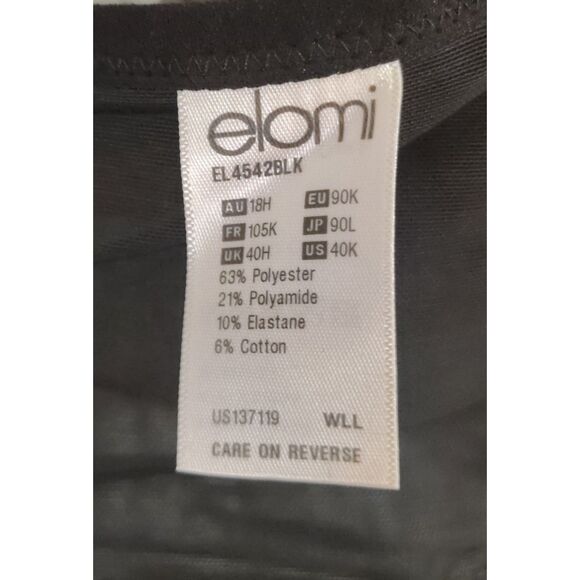 elomi
EL4542BLK
AU 18H EU 90K
FR 105K JP 90L
UK 40H US 40K
63% Polyester
21% Polyamide
10% Elastane
6% Cotton
US137119 WLL
CARE ON REVERSE